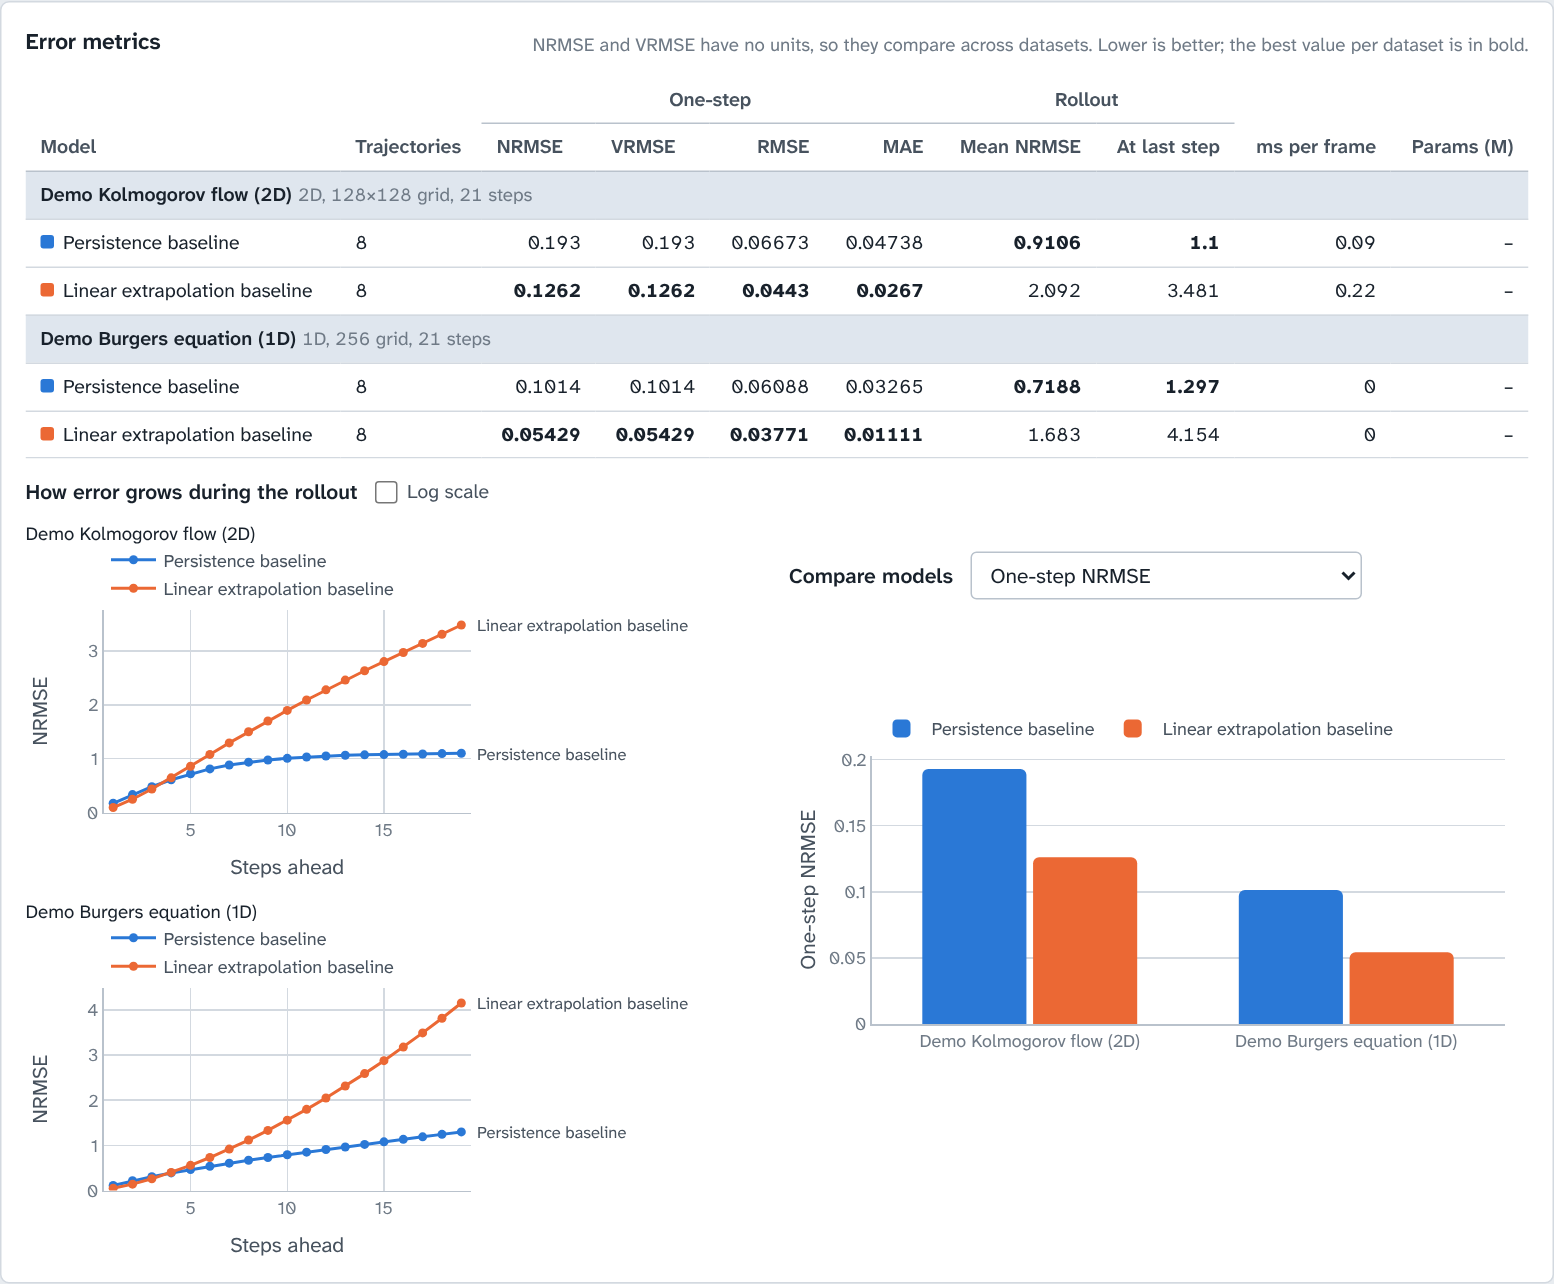 Error metrics
NRMSE and VRMSE have no units, so they compare across datasets. Lower is better; the best value per dataset is in bold.
One-step Rollout
Model Trajectories NRMSE VRMSE RMSE MAE Mean NRMSE At last step ms per frame Params (M)
Demo Kolmogorov flow (2D) 2D, 128×128 grid, 21 steps
Persistence baseline 8 0.193 0.193 0.06673 0.04738 0.9106 1.1 0.09 –
Linear extrapolation baseline 8 0.1262 0.1262 0.0443 0.0267 2.092 3.481 0.22 –
Demo Burgers equation (1D) 1D, 256 grid, 21 steps
Persistence baseline 8 0.1014 0.1014 0.06088 0.03265 0.7188 1.297 0 –
Linear extrapolation baseline 8 0.05429 0.05429 0.03771 0.01111 1.683 4.154 0 –
How error grows during the rollout Log scale
Demo Kolmogorov flow (2D)
Persistence baseline
Linear extrapolation baseline
Linear extrapolation baseline
3
2
NRMSE
1
Persistence baseline
0
5 10 15
Steps ahead
Demo Burgers equation (1D)
Persistence baseline
Linear extrapolation baseline
Linear extrapolation baseline
4
3
NRMSE
2
Persistence baseline
1
0
5 10 15
Steps ahead
Compare models One-step NRMSE
Persistence baseline Linear extrapolation baseline
0.2
0.15
One-step NRMSE
0.1
0.05
0
Demo Kolmogorov flow (2D) Demo Burgers equation (1D)